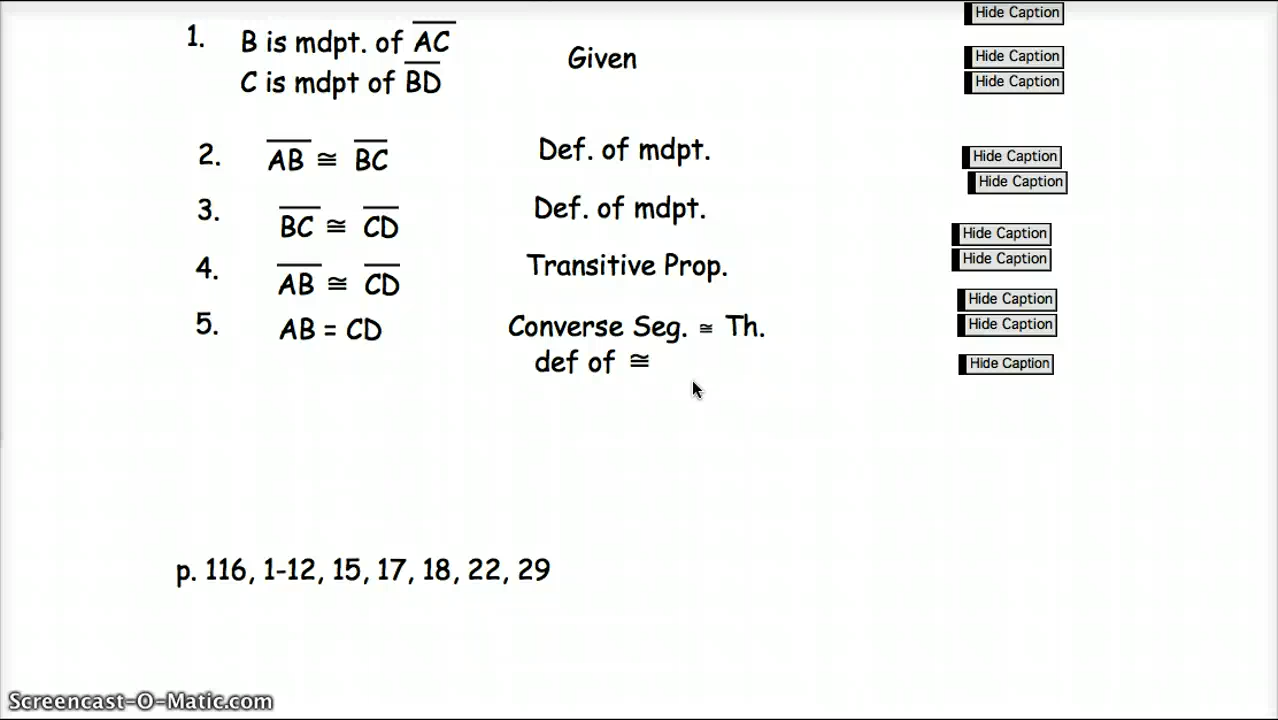 Hide Caption
1. B is mdpt. of AC
Given
Hide Caption
C is mdpt of BD
Hide Caption
2. AB ≅ BC
Def. of mdpt.
Hide Caption
Hide Caption
3. BC ≅ CD
Def. of mdpt.
Hide Caption
4. AB ≅ CD
Transitive Prop.
Hide Caption
Hide Caption
5. AB = CD
Converse Seg. ≅ Th.
Hide Caption
def of ≅
Hide Caption
p. 116, 1-12, 15, 17, 18, 22, 29
Screencast-O-Matic.com